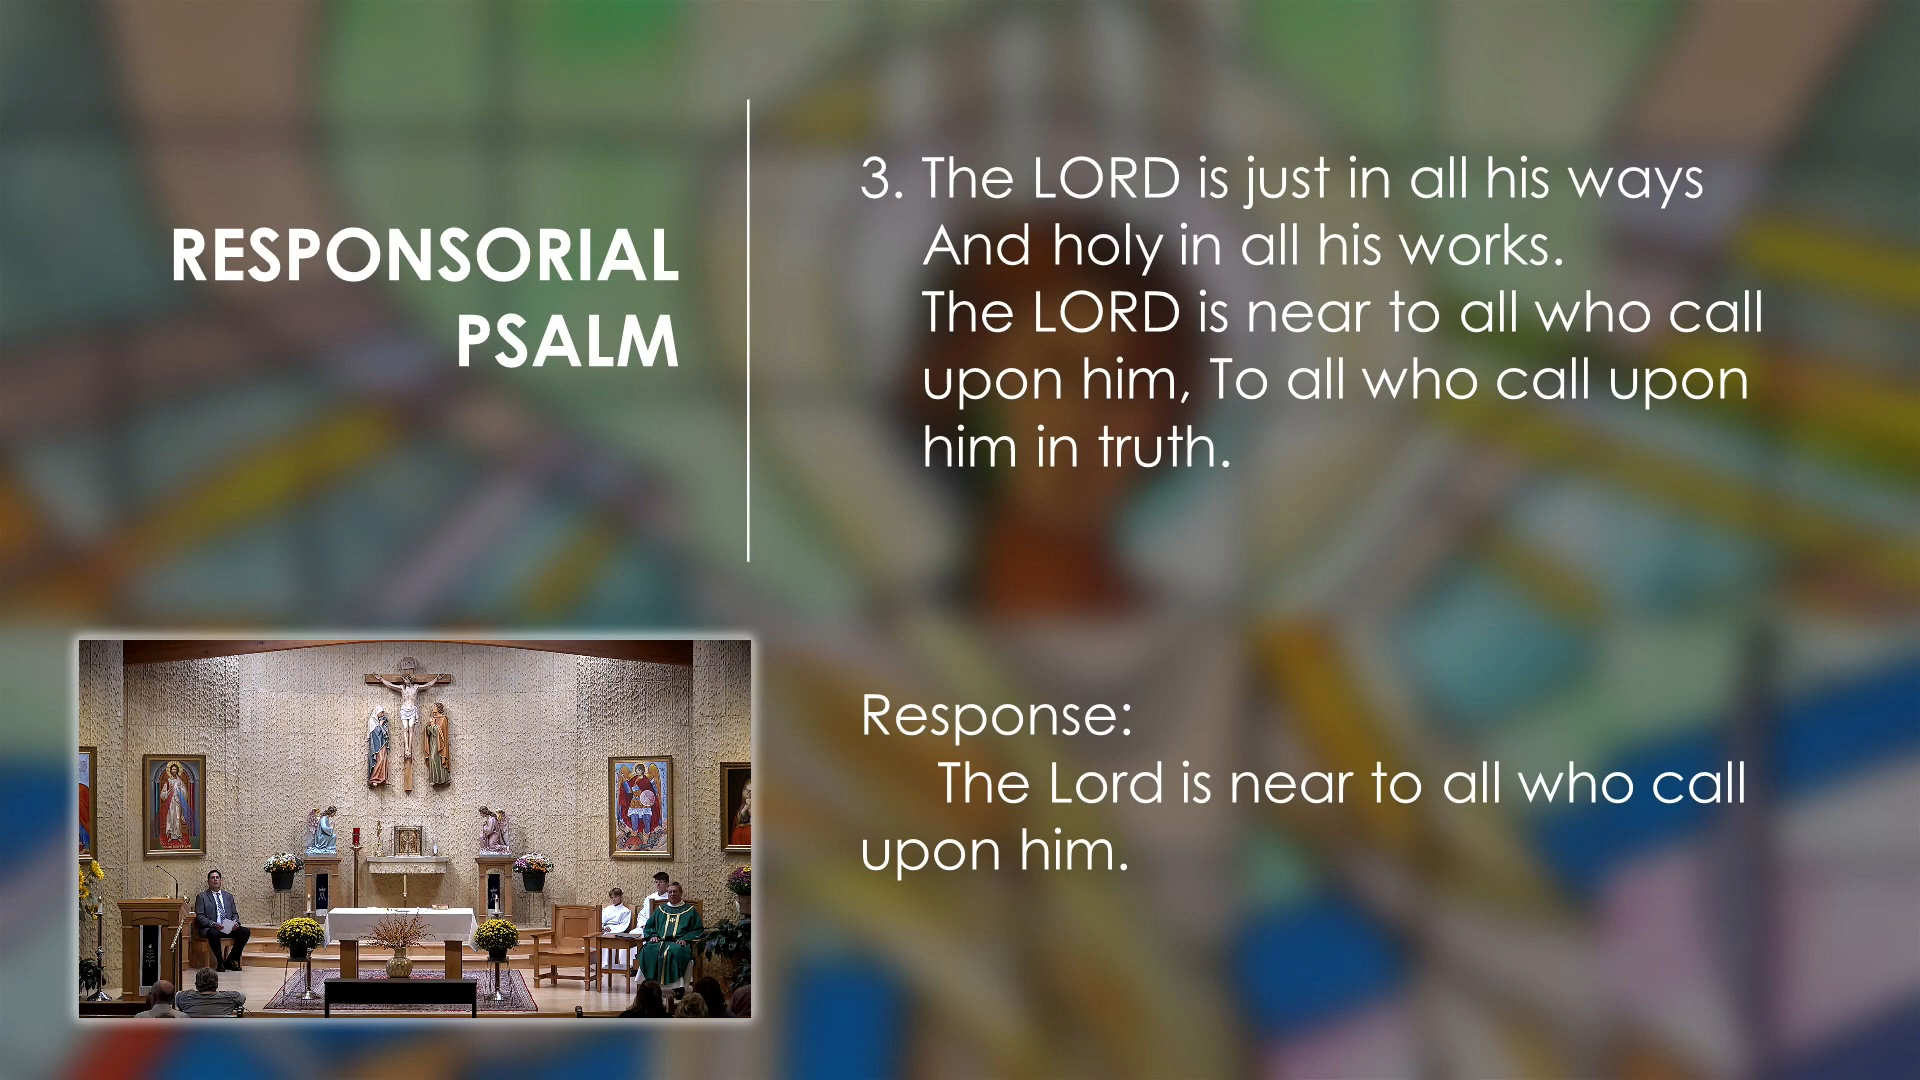 RESPONSORIAL
PSALM
3. The LORD is just in all his ways
And holy in all his works.
The LORD is near to all who call
upon him, To all who call upon
him in truth.
Response:
The Lord is near to all who call
upon him.